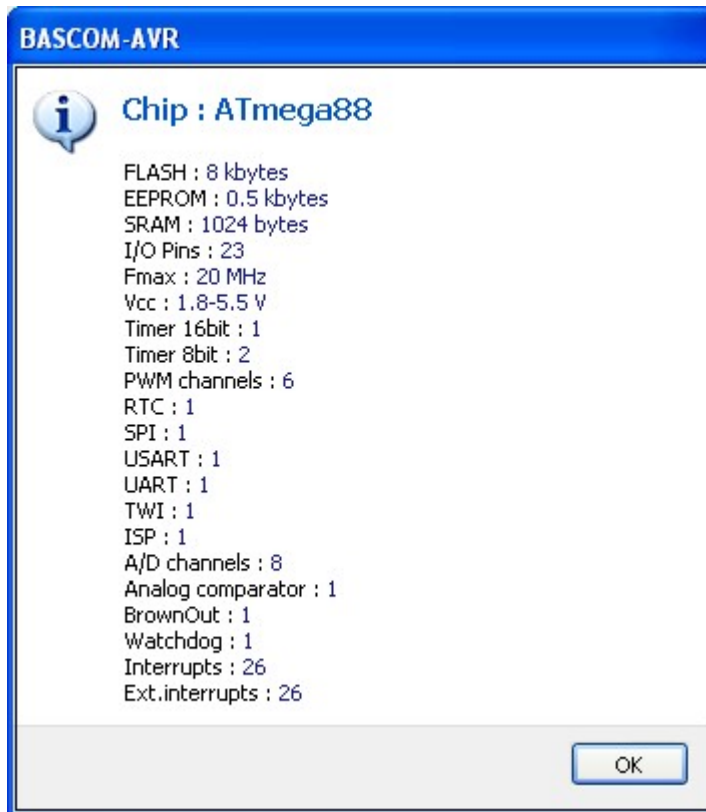 BASCOM-AVR
Chip : ATmega88
FLASH : 8 kbytes
EEPROM : 0.5 kbytes
SRAM : 1024 bytes
I/O Pins : 23
Fmax : 20 MHz
Vcc : 1.8-5.5 V
Timer 16bit : 1
Timer 8bit : 2
PWM channels : 6
RTC : 1
SPI : 1
USART : 1
UART : 1
TWI : 1
ISP : 1
A/D channels : 8
Analog comparator : 1
BrownOut : 1
Watchdog : 1
Interrupts : 26
Ext.interrupts : 26
OK